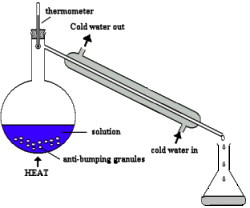 thermometer
Cold water out
solution
cold water in
anti-bumping granules
HEAT